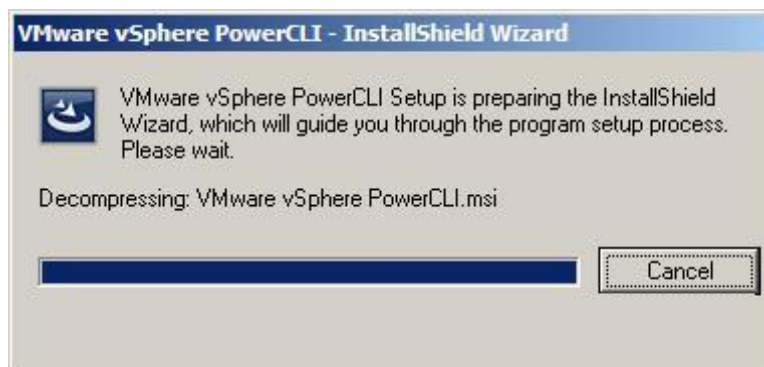 VMware vSphere PowerCLI - InstallShield Wizard
VMware vSphere PowerCLI Setup is preparing the InstallShield
Wizard, which will guide you through the program setup process.
Please wait.
Decompressing: VMware vSphere PowerCLI.msi
Cancel